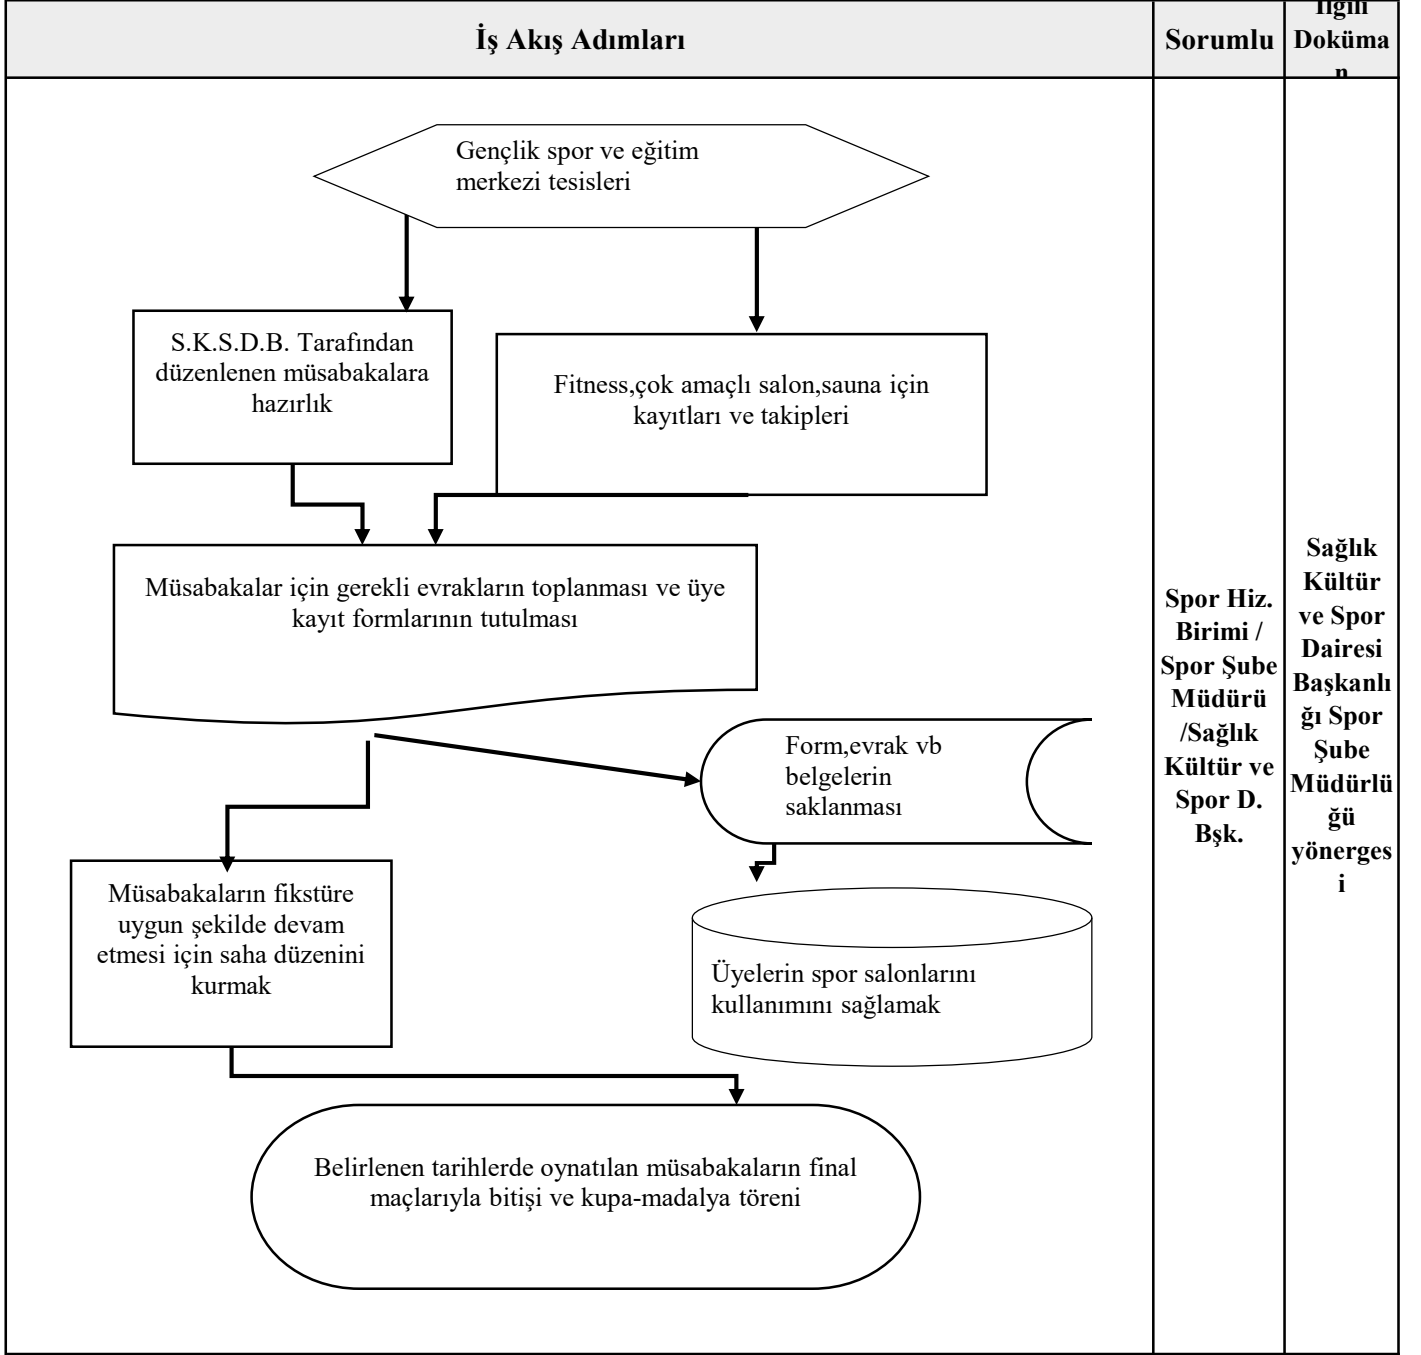 İş Akış Adımları
Sorumlu
İlgili
Doküma
n
Gençlik spor ve eğitim
merkezi tesisleri
S.K.S.D.B. Tarafından
düzenlenen müsabakalara
hazırlık
Fitness,çok amaçlı salon,sauna için
kayıtları ve takipleri
Müsabakalar için gerekli evrakların toplanması ve üye
kayıt formlarının tutulması
Form,evrak vb
belgelerin
saklanması
Müsabakaların fikstüre
uygun şekilde devam
etmesi için saha düzenini
kurmak
Üyelerin spor salonlarını
kullanımını sağlamak
Belirlenen tarihlerde oynatılan müsabakaların final
maçlarıyla bitişi ve kupa-madalya töreni
Spor Hiz.
Birimi /
Spor Şube
Müdürü
/Sağlık
Kültür ve
Spor D.
Bşk.
Sağlık
Kültür
ve Spor
Dairesi
Başkanlı
ğı Spor
Şube
Müdürlü
ğü
yönerges
i